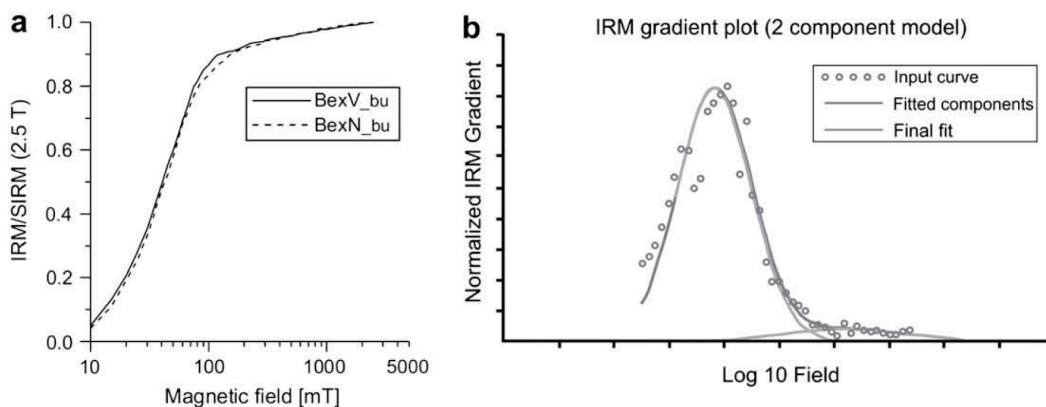 a
IRM/SIRM (2.5 T)
1.0
0.8
0.6
0.4
0.2
0.0
BexV_bu
BexN_bu
10
100
1000
5000
Magnetic field [mT]
b
IRM gradient plot (2 component model)
Normalized IRM Gradient
Input curve
Fitted components
Final fit
Log 10 Field